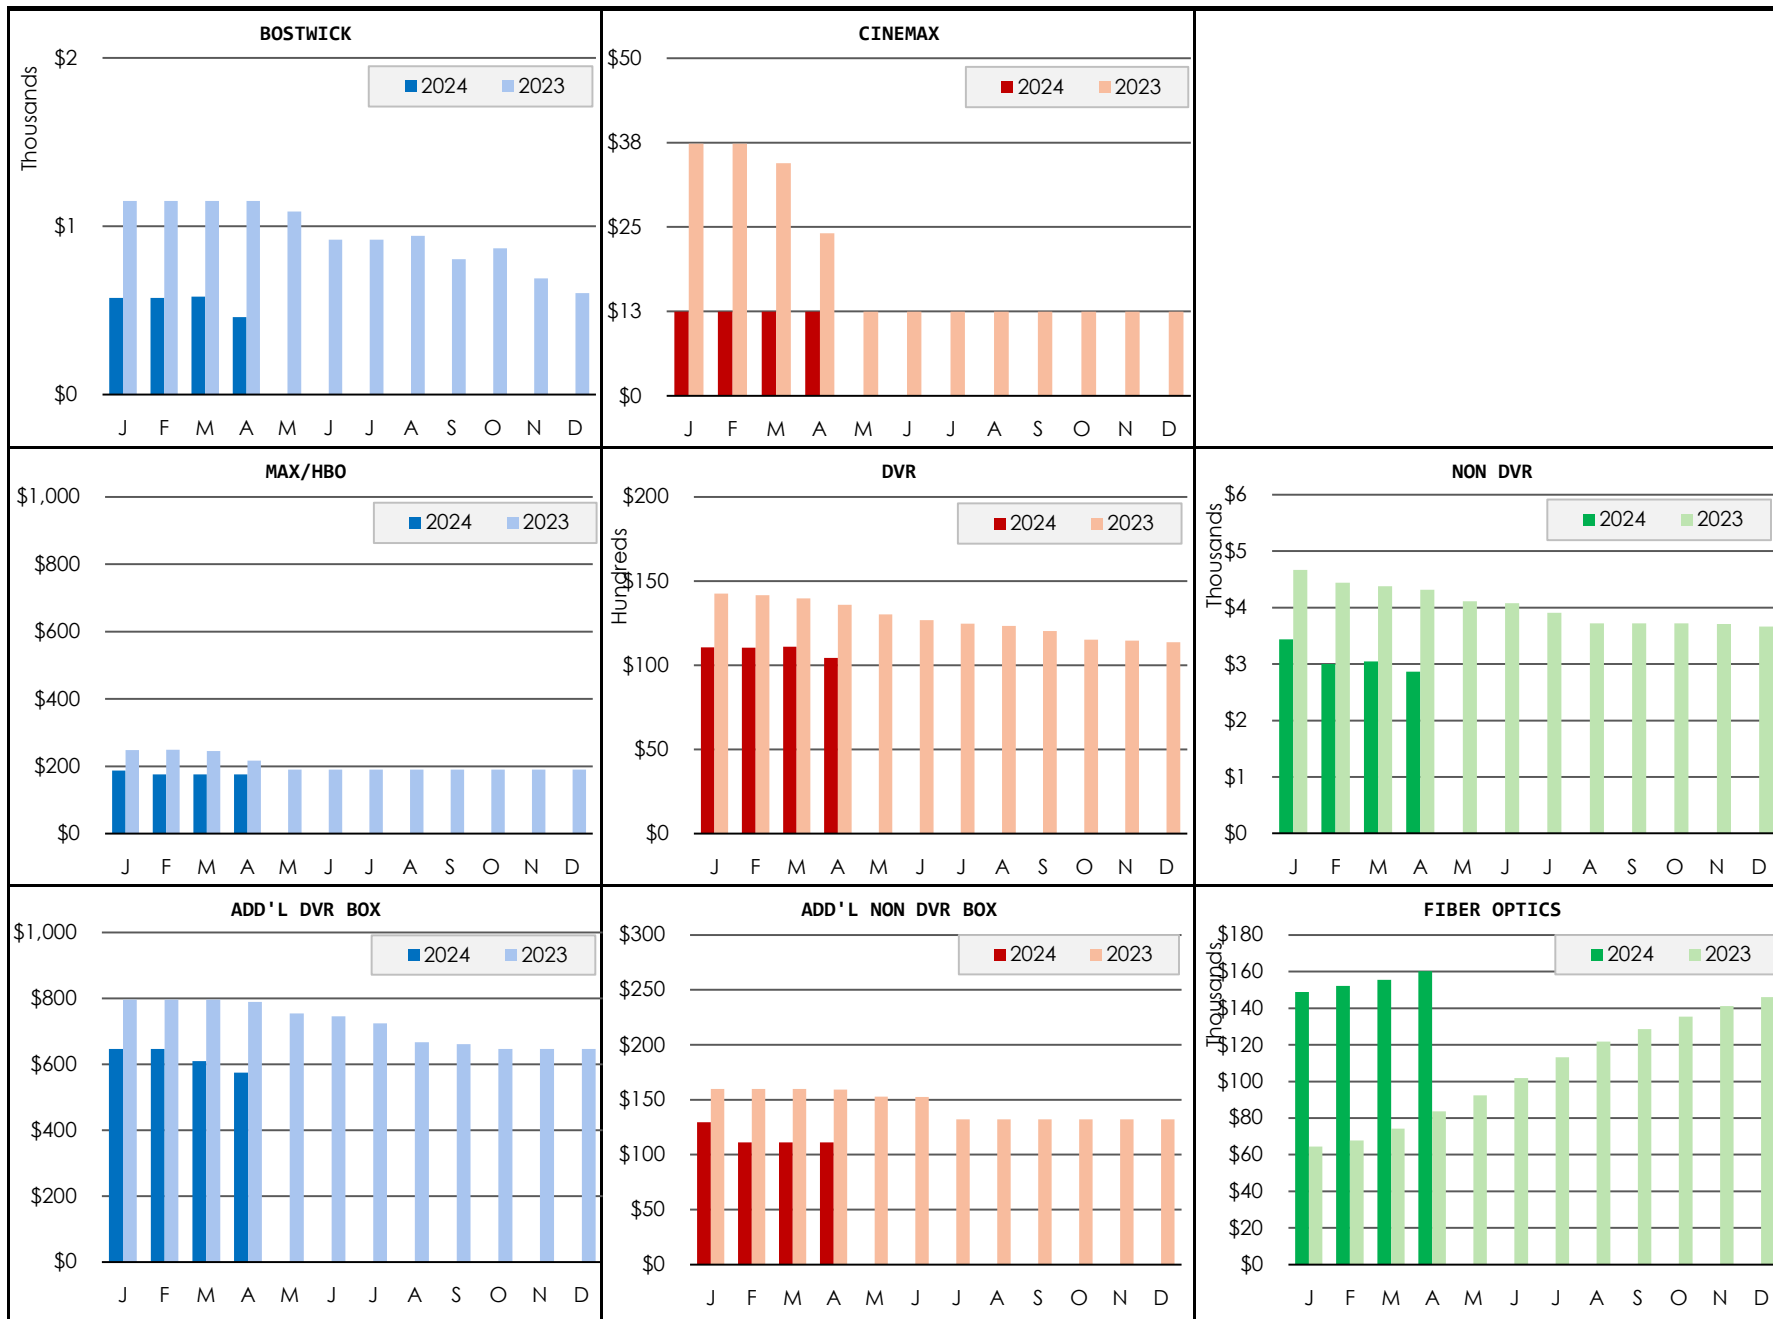 BOSTWICK
Thousands
$2
$1
$0
2024 2023
J F M A M J J A S O N D
CINEMAX
$50
$38
$25
$13
$0
2024 2023
J F M A M J J A S O N D
MAX/HBO
$1,000
$800
$600
$400
$200
$0
2024 2023
J F M A M J J A S O N D
DVR
Hundreds
$200
$150
$100
$50
$0
2024 2023
J F M A M J J A S O N D
NON DVR
Thousands
$6
$5
$4
$3
$2
$1
$0
2024 2023
J F M A M J J A S O N D
ADD'L DVR BOX
$1,000
$800
$600
$400
$200
$0
2024 2023
J F M A M J J A S O N D
ADD'L NON DVR BOX
$300
$250
$200
$150
$100
$50
$0
2024 2023
J F M A M J J A S O N D
FIBER OPTICS
Thousands
$180
$160
$140
$120
$100
$80
$60
$40
$20
$0
2024 2023
J F M A M J J A S O N D